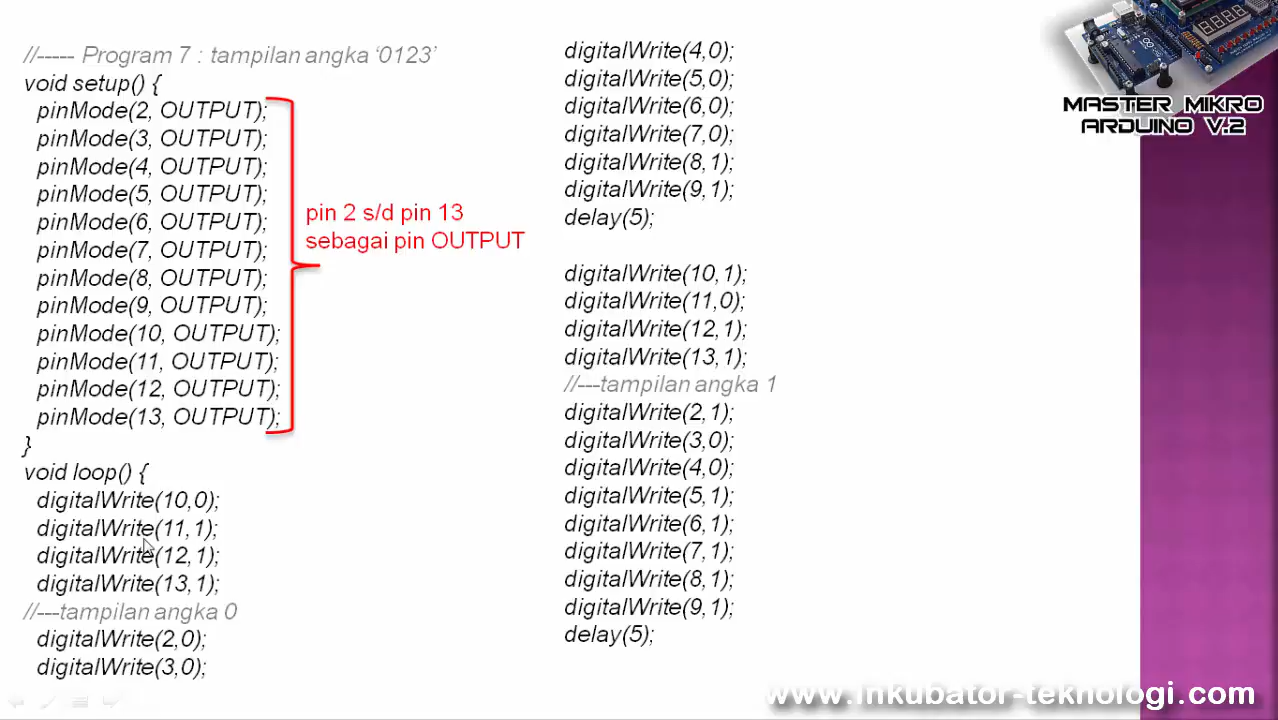 //----- Program 7 : tampilan angka ‘0123’
void setup() {
pinMode(2, OUTPUT);
pinMode(3, OUTPUT);
pinMode(4, OUTPUT);
pinMode(5, OUTPUT);
pinMode(6, OUTPUT);
pinMode(7, OUTPUT);
pinMode(8, OUTPUT);
pinMode(9, OUTPUT);
pinMode(10, OUTPUT);
pinMode(11, OUTPUT);
pinMode(12, OUTPUT);
pinMode(13, OUTPUT);
}
void loop() {
digitalWrite(10,0);
digitalWrite(11,1);
digitalWrite(12,1);
digitalWrite(13,1);
//---tampilan angka 0
digitalWrite(2,0);
digitalWrite(3,0);
pin 2 s/d pin 13
sebagai pin OUTPUT
digitalWrite(4,0);
digitalWrite(5,0);
digitalWrite(6,0);
digitalWrite(7,0);
digitalWrite(8,1);
digitalWrite(9,1);
delay(5);
digitalWrite(10,1);
digitalWrite(11,0);
digitalWrite(12,1);
digitalWrite(13,1);
//---tampilan angka 1
digitalWrite(2,1);
digitalWrite(3,0);
digitalWrite(4,0);
digitalWrite(5,1);
digitalWrite(6,1);
digitalWrite(7,1);
digitalWrite(8,1);
digitalWrite(9,1);
delay(5);
MASTER MIKRO
ARDUINO V.2
www.inkubator-teknologi.com